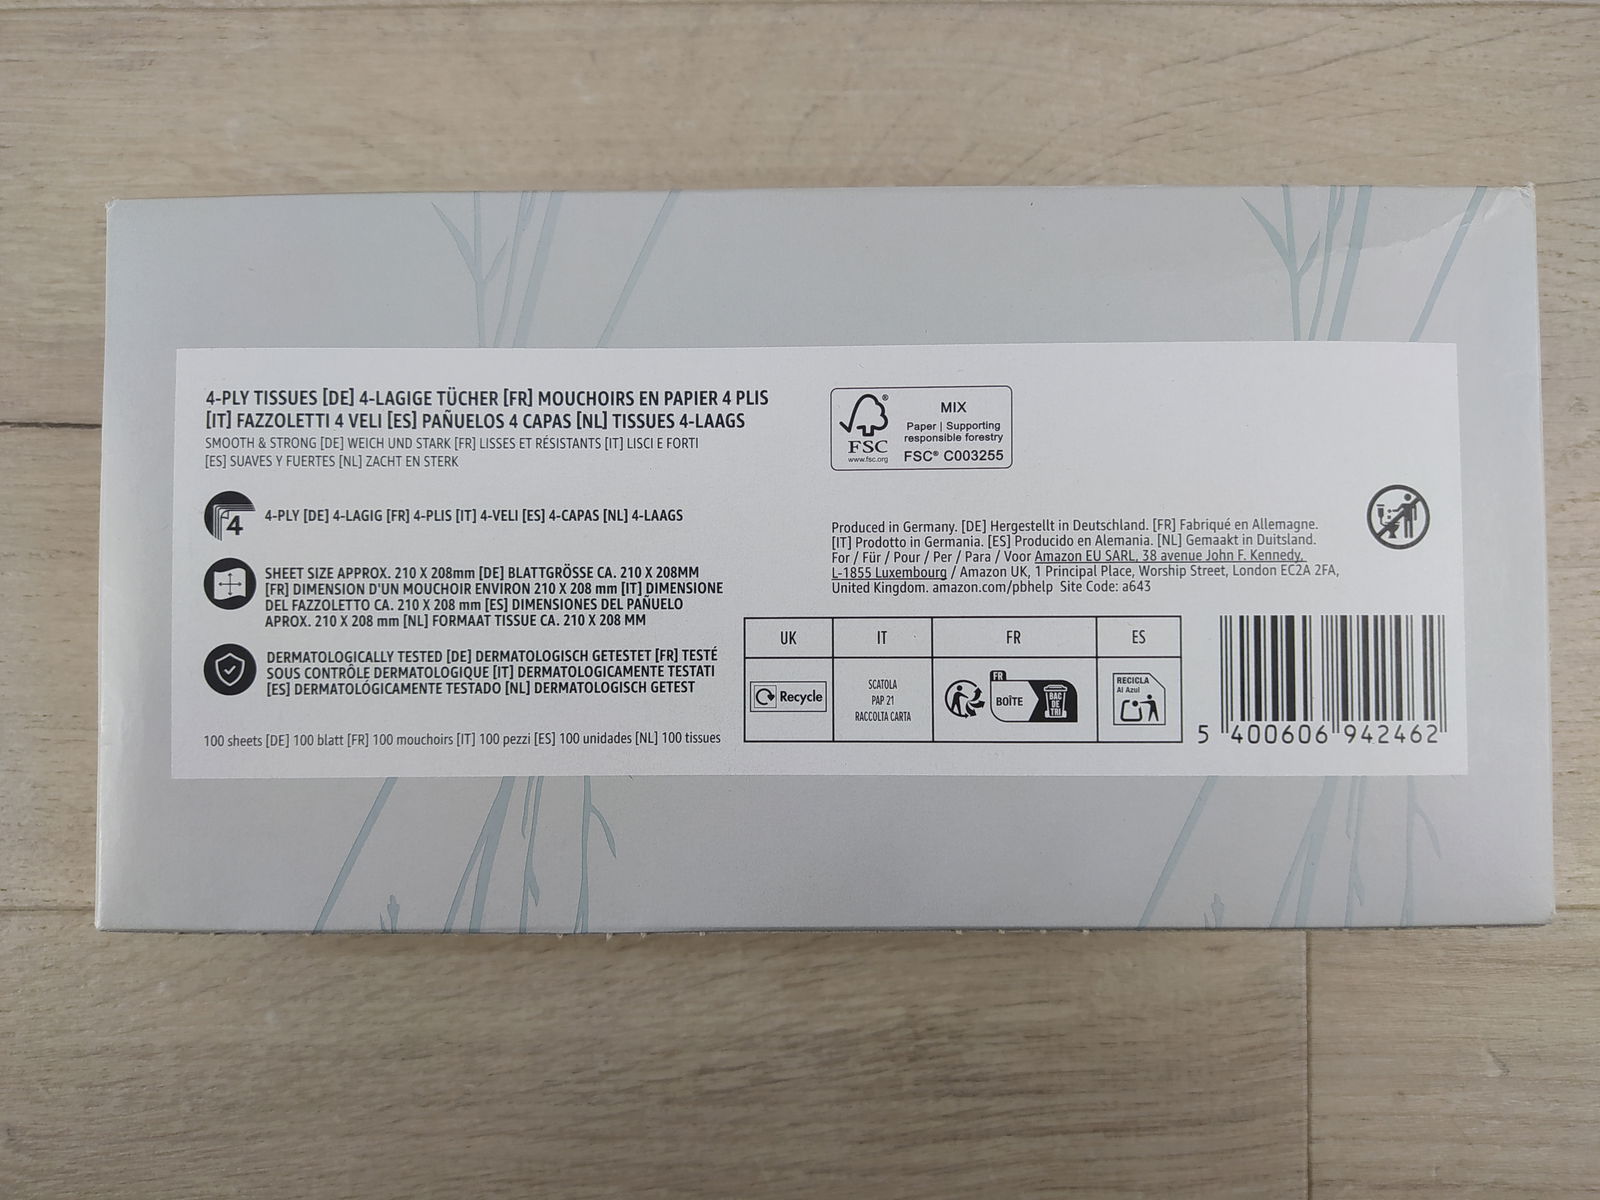 4-PLY TISSUES [DE] 4-LAGIGE TÜCHER [FR] MOUCHOIRS EN PAPIER 4 PLIS
[IT] FAZZOLETTI 4 VELI [ES] PAÑUELOS 4 CAPAS [NL] TISSUES 4-LAAGS
SMOOTH & STRONG [DE] WEICH UND STARK [FR] LISSES ET RÉSISTANTS [IT] LISCI E FORTI
[ES] SUAVES Y FUERTES [NL] ZACHT EN STERK
4
4-PLY [DE] 4-LAGIG [FR] 4-PLIS [IT] 4-VELI [ES] 4-CAPAS [NL] 4-LAAGS
SHEET SIZE APPROX. 210 X 208mm [DE] BLATTGRÖSSE CA. 210 X 208MM
[FR] DIMENSION D'UN MOUCHOIR ENVIRON 210 X 208 mm [IT] DIMENSIONE
DEL FAZZOLETTO CA. 210 X 208 mm [ES] DIMENSIONES DEL PAÑUELO
APROX. 210 X 208 mm [NL] FORMAAT TISSUE CA. 210 X 208 MM
DERMATOLOGICALLY TESTED [DE] DERMATOLOGISCH GETESTET [FR] TESTÉ
SOUS CONTRÔLE DERMATOLOGIQUE [IT] DERMATOLOGICAMENTE TESTATI
[ES] DERMATOLÓGICAMENTE TESTADO [NL] DERMATOLOGISCH GETEST
100 sheets [DE] 100 blatt [FR] 100 mouchoirs [IT] 100 pezzi [ES] 100 unidades [NL] 100 tissues
®
FSC
www.fsc.org
MIX
Paper | Supporting
responsible forestry
FSC® C003255
Produced in Germany. [DE] Hergestellt in Deutschland. [FR] Fabriqué en Allemagne.
[IT] Prodotto in Germania. [ES] Producido en Alemania. [NL] Gemaakt in Duitsland.
For / Für / Pour / Per / Para / Voor Amazon EU SARL, 38 avenue John F. Kennedy,
L-1855 Luxembourg / Amazon UK, 1 Principal Place, Worship Street, London EC2A 2FA,
United Kingdom. amazon.com/pbhelp Site Code: a643
UK IT FR ES
Recycle
SCATOLA
PAP 21
RACCOLTA CARTA
FR
BOÎTE
BAC
DE
TRI
RECICLA
Al Azul
5 400606 942462